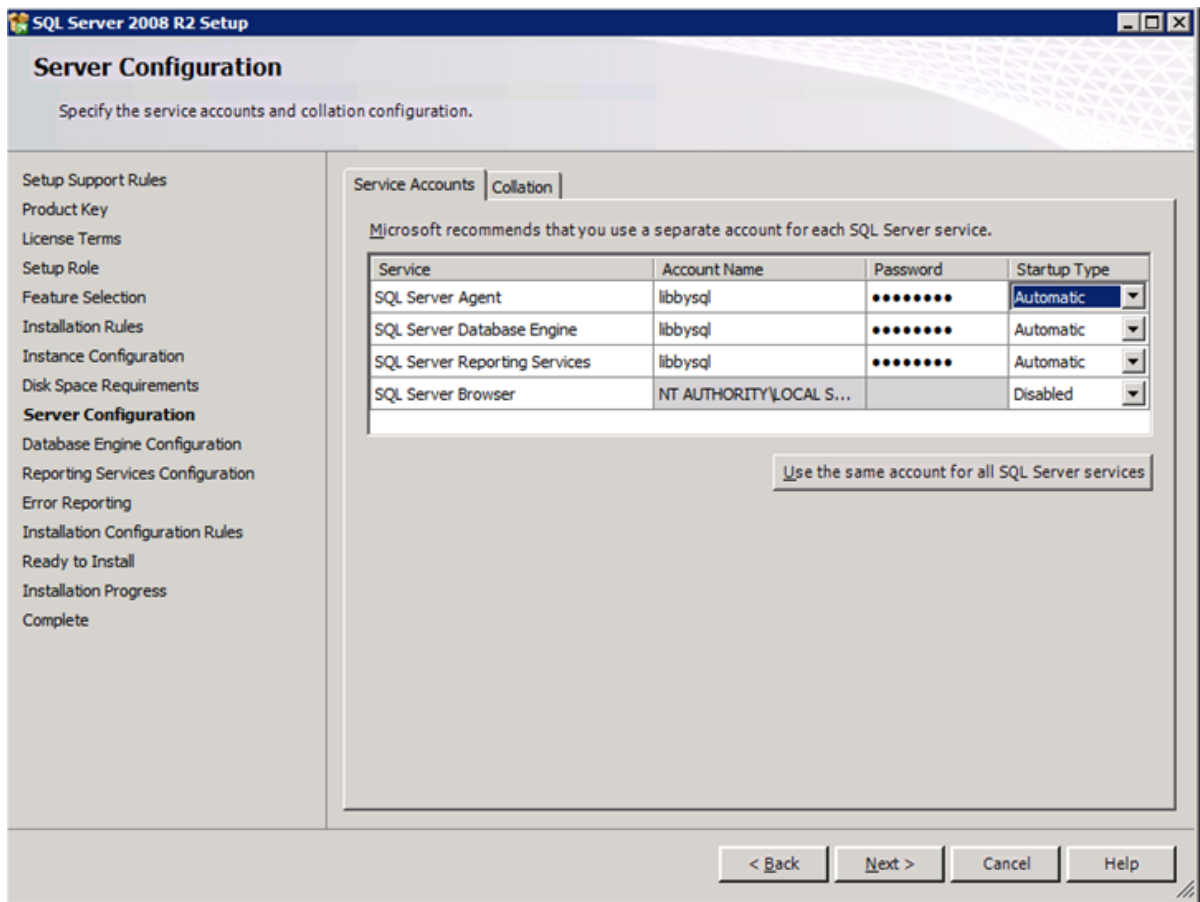 SQL Server 2008 R2 Setup
Server Configuration
Specify the service accounts and collation configuration.
Setup Support Rules
Product Key
License Terms
Setup Role
Feature Selection
Installation Rules
Instance Configuration
Disk Space Requirements
Server Configuration
Database Engine Configuration
Reporting Services Configuration
Error Reporting
Installation Configuration Rules
Ready to Install
Installation Progress
Complete
Service Accounts Collation
Microsoft recommends that you use a separate account for each SQL Server service.
Service Account Name Password Startup Type
SQL Server Agent libbysql ●●●●●●●● Automatic
SQL Server Database Engine libbysql ●●●●●●●● Automatic
SQL Server Reporting Services libbysql ●●●●●●●● Automatic
SQL Server Browser NT AUTHORITY\LOCAL S... Disabled
Use the same account for all SQL Server services
< Back Next > Cancel Help